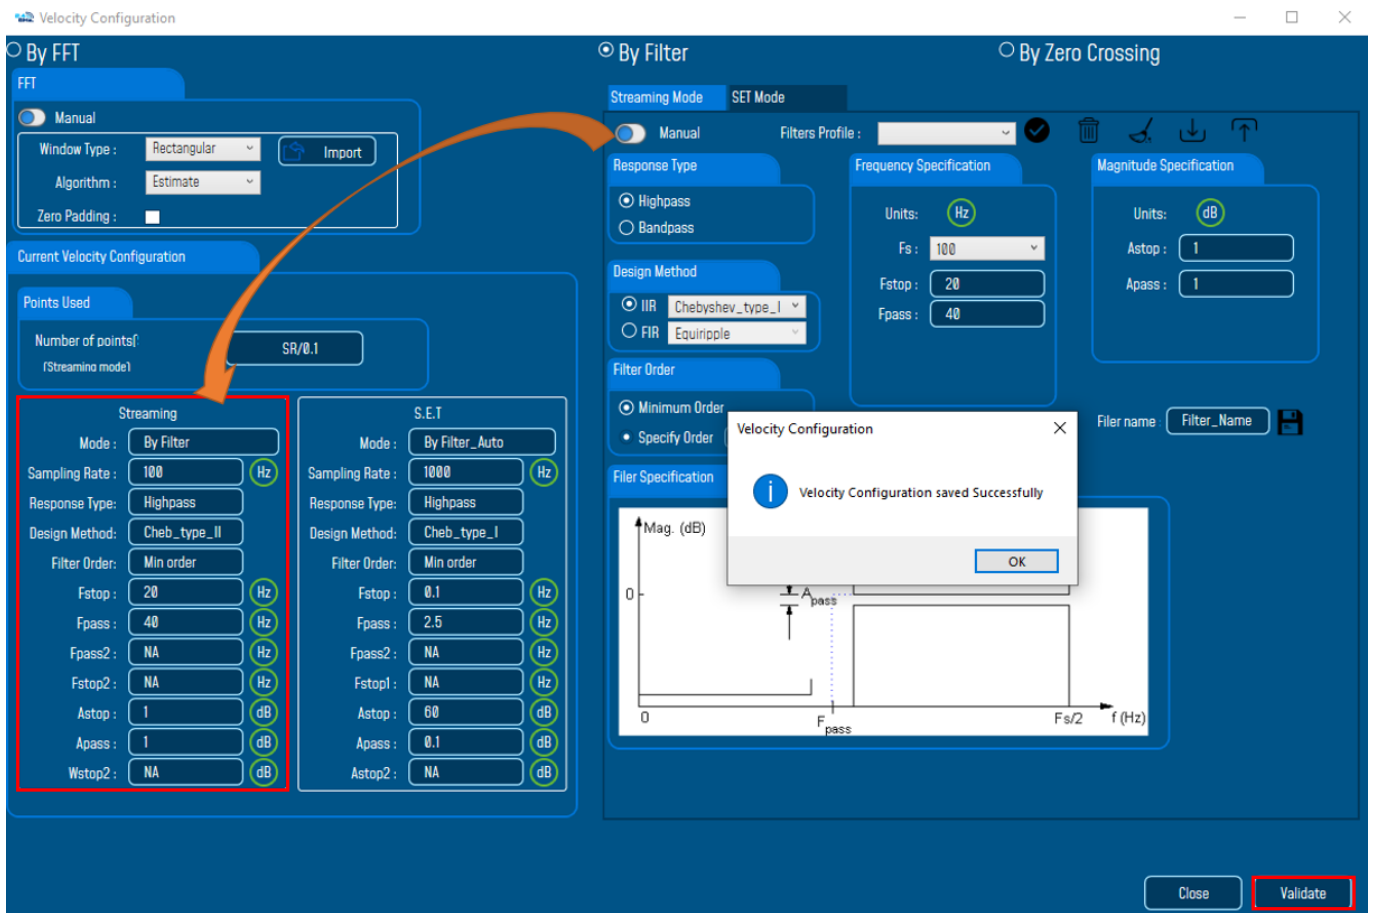 Velocity Configuration
By FFT
By Filter
By Zero Crossing
FFT
Manual
Window Type : Rectangular
Import
Algorithm : Estimate
Zero Padding :
Current Velocity Configuration
Points Used
Number of points(
SR/0.1
(Streaming mode)
Streaming
Mode : By Filter
Sampling Rate : 100 Hz
Response Type: Highpass
Design Method: Cheb_type_II
Filter Order: Min order
Fstop : 20 Hz
Fpass : 40 Hz
Fpass2 : NA Hz
Fstop2 : NA Hz
Astop : 1 dB
Apass : 1 dB
Wstop2 : NA dB
S.E.T
Mode : By Filter_Auto
Sampling Rate : 1000 Hz
Response Type: Highpass
Design Method: Cheb_type_I
Filter Order: Min order
Fstop : 0.1 Hz
Fpass : 2.5 Hz
Fpass2 : NA Hz
Fstop1 : NA Hz
Astop : 60 dB
Apass : 0.1 dB
Astop2 : NA dB
Streaming Mode
SET Mode
Manual
Filters Profile :
Response Type
Highpass
Bandpass
Design Method
IIR Chebyshev_type_I
FIR Equiripple
Filter Order
Minimum Order
Specify Order
Frequency Specification
Units: Hz
Fs : 100
Fstop : 20
Fpass : 40
Magnitude Specification
Units: dB
Astop : 1
Apass : 1
Filer name : Filter_Name
Velocity Configuration
Velocity Configuration saved Successfully
OK
Filer Specification
Mag. (dB)
0
Apass
0
Fpass
Fs/2
f (Hz)
Close
Validate